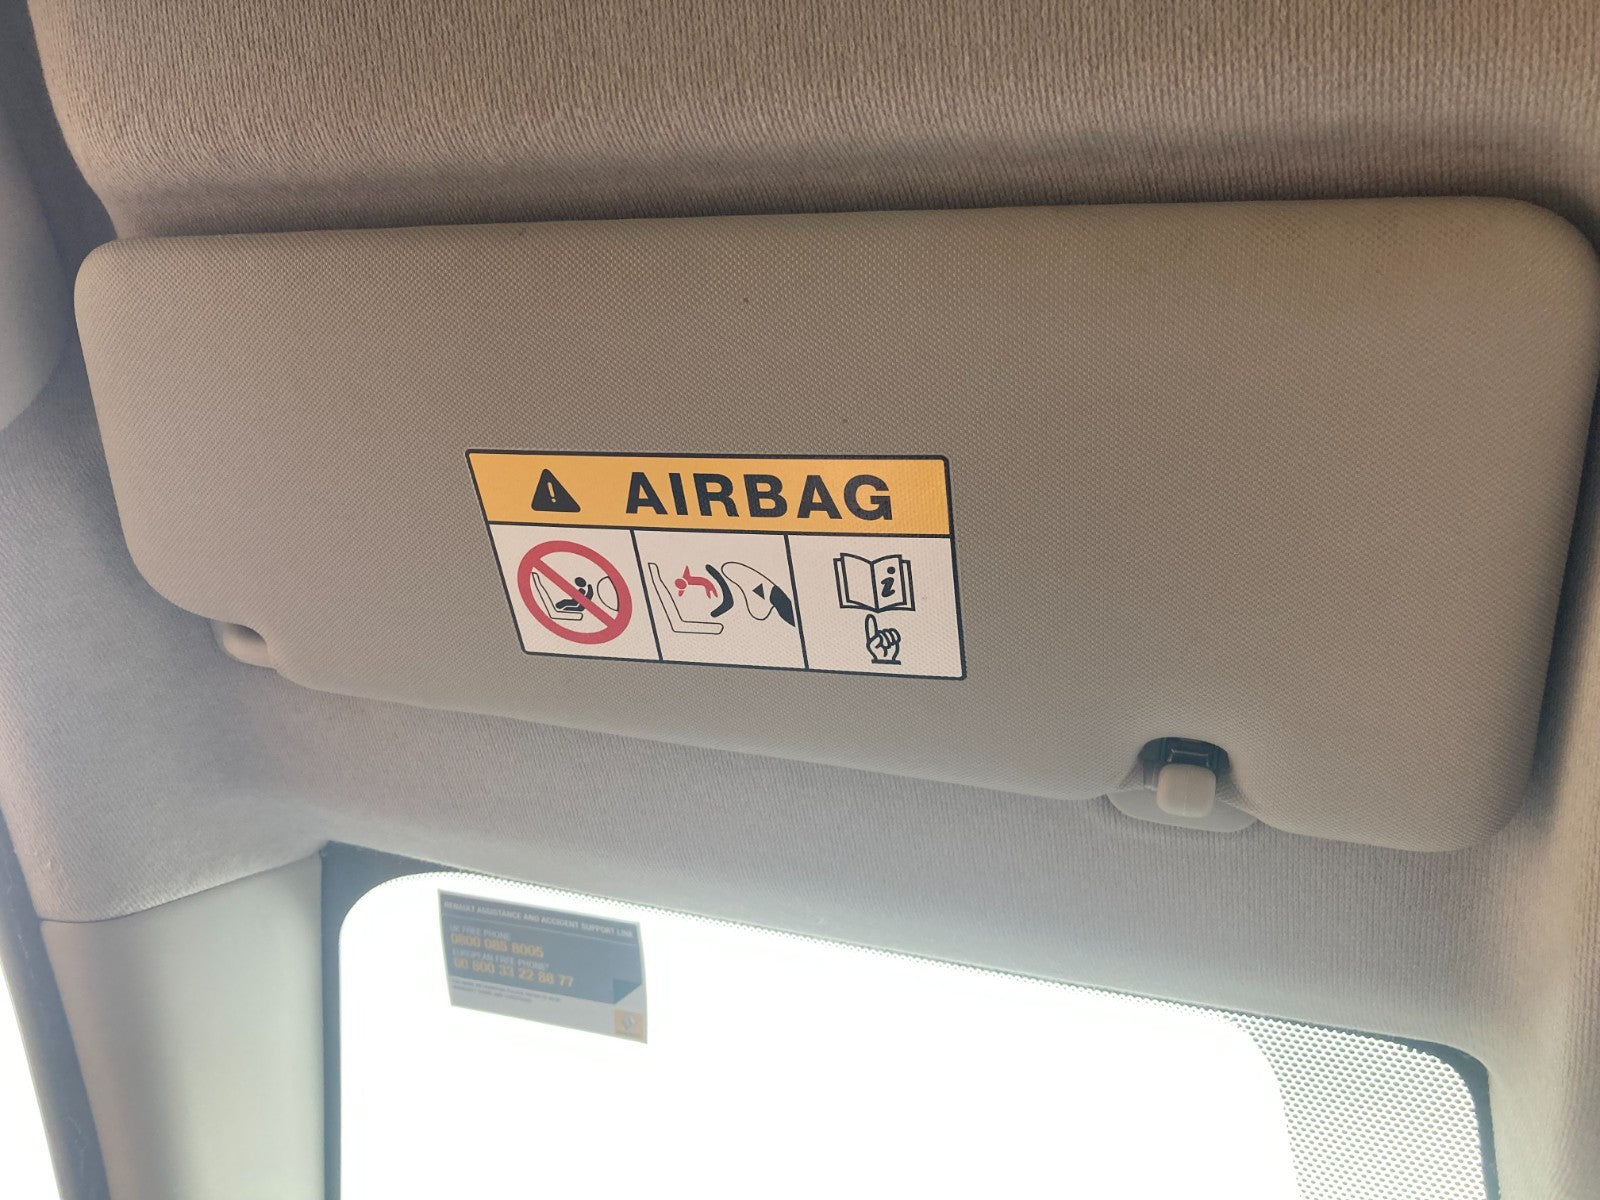 AIRBAG
RENAULT ASSISTANCE AND ACCIDENT SUPPORT LINE
UK FREE PHONE
0800 085 8005
EUROPEAN FREE PHONE*
00 800 33 22 88 77